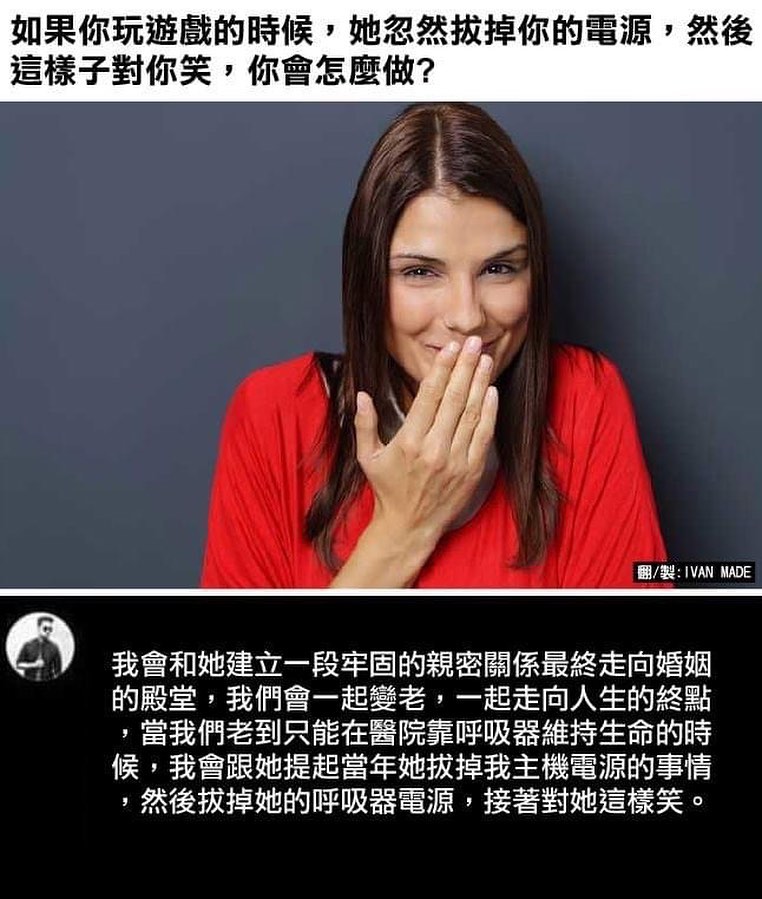 如果你玩遊戲的時候，她忽然拔掉你的電源，然後
這樣子對你笑，你會怎麼做?
翻/製:IVAN MADE
我會和她建立一段牢固的親密關係最終走向婚姻
的殿堂，我們會一起變老，一起走向人生的終點
，當我們老到只能在醫院靠呼吸器維持生命的時
候，我會跟她提起當年她拔掉我主機電源的事情
，然後拔掉她的呼吸器電源，接著對她這樣笑。